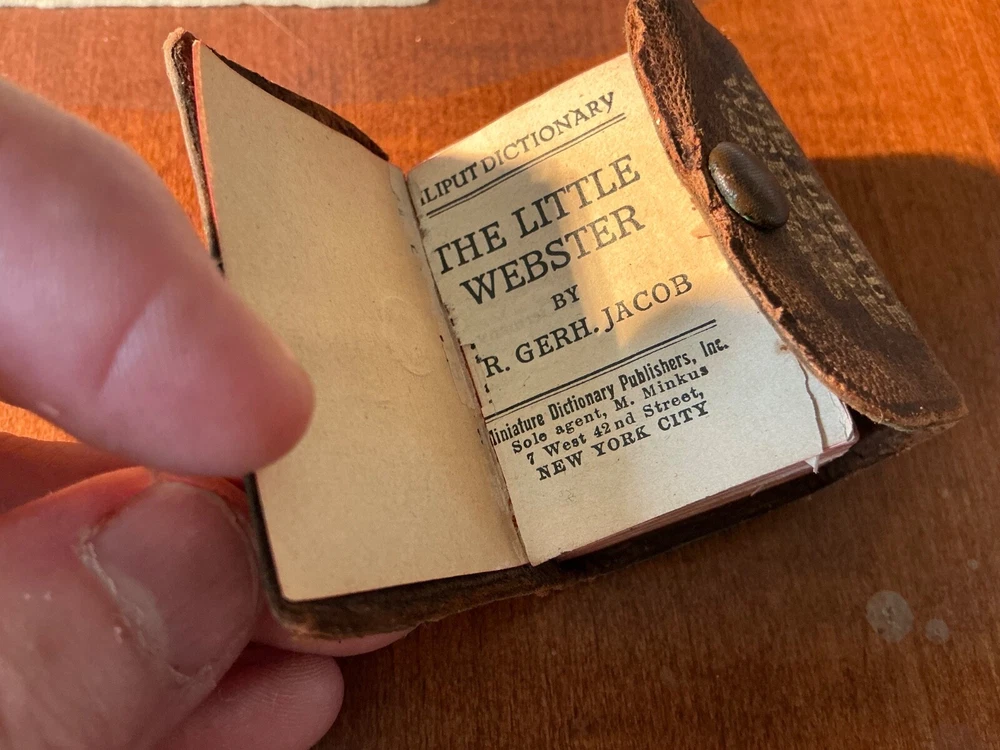 LILIPUT DICTIONARY
THE LITTLE
WEBSTER
BY
R. GERH. JACOB
Miniature Dictionary Publishers, Inc.
Sole agent, M. Minkus
7 West 42nd Street,
NEW YORK CITY